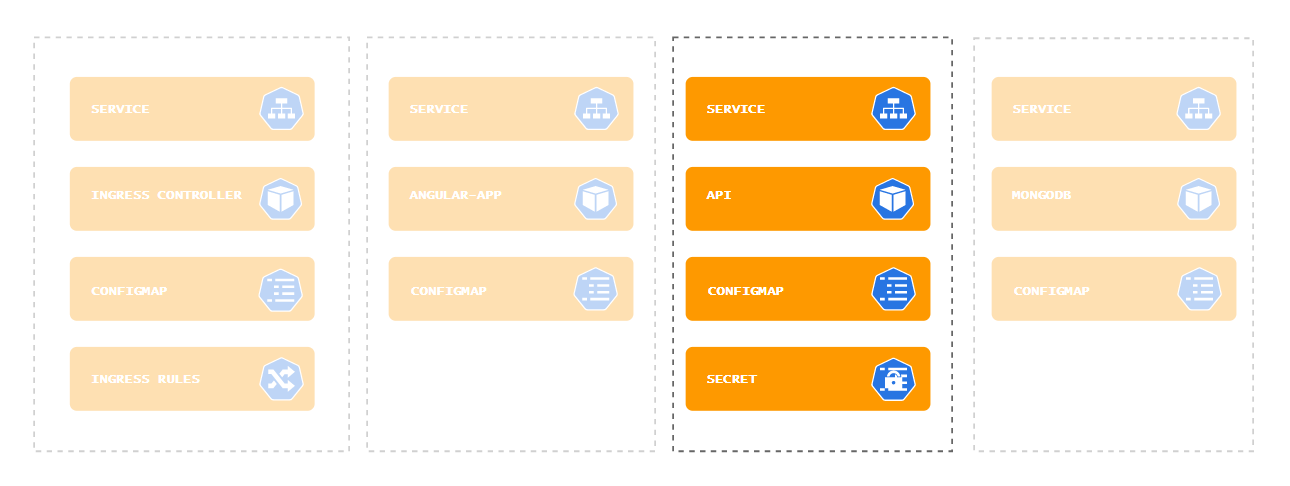 SERVICE
INGRESS CONTROLLER
CONFIGMAP
INGRESS RULES
SERVICE
ANGULAR-APP
CONFIGMAP
SERVICE
API
CONFIGMAP
SECRET
SERVICE
MONGODB
CONFIGMAP